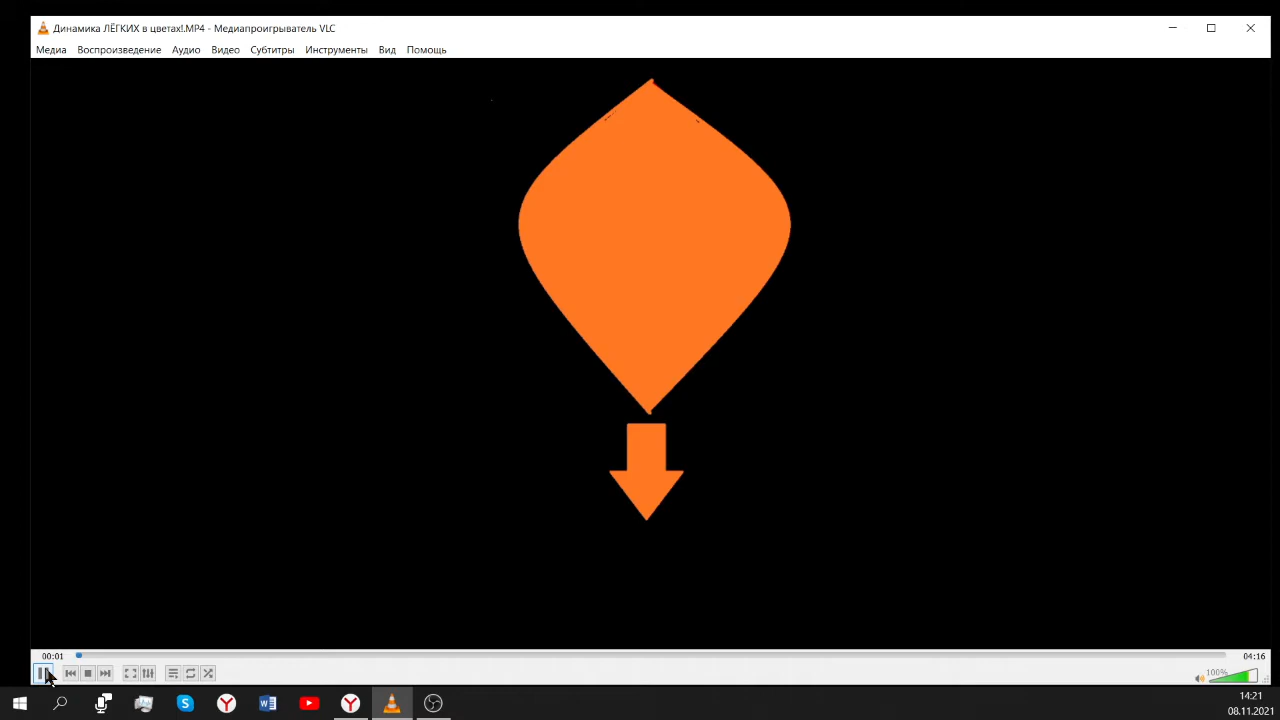 Динамика ЛЁГКИХ в цветах!.MP4 - Медиапроигрыватель VLC
Медиа Воспроизведение Аудио Видео Субтитры Инструменты Вид Помощь
00:01 04:16
100%
14:21
08.11.2021